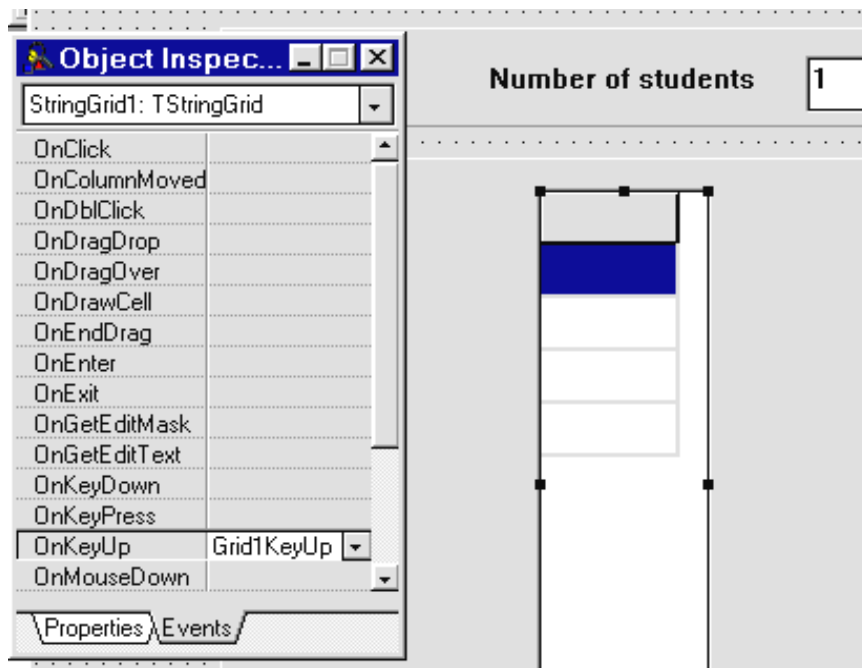 Object Inspec...
Number of students
1
StringGrid1: TStringGrid
OnClick
OnColumnMoved
OnDblClick
OnDragDrop
OnDragOver
OnDrawCell
OnEndDrag
OnEnter
OnExit
OnGetEditMask
OnGetEditText
OnKeyDown
OnKeyPress
OnKeyUp Grid1KeyUp
OnMouseDown
Properties Events